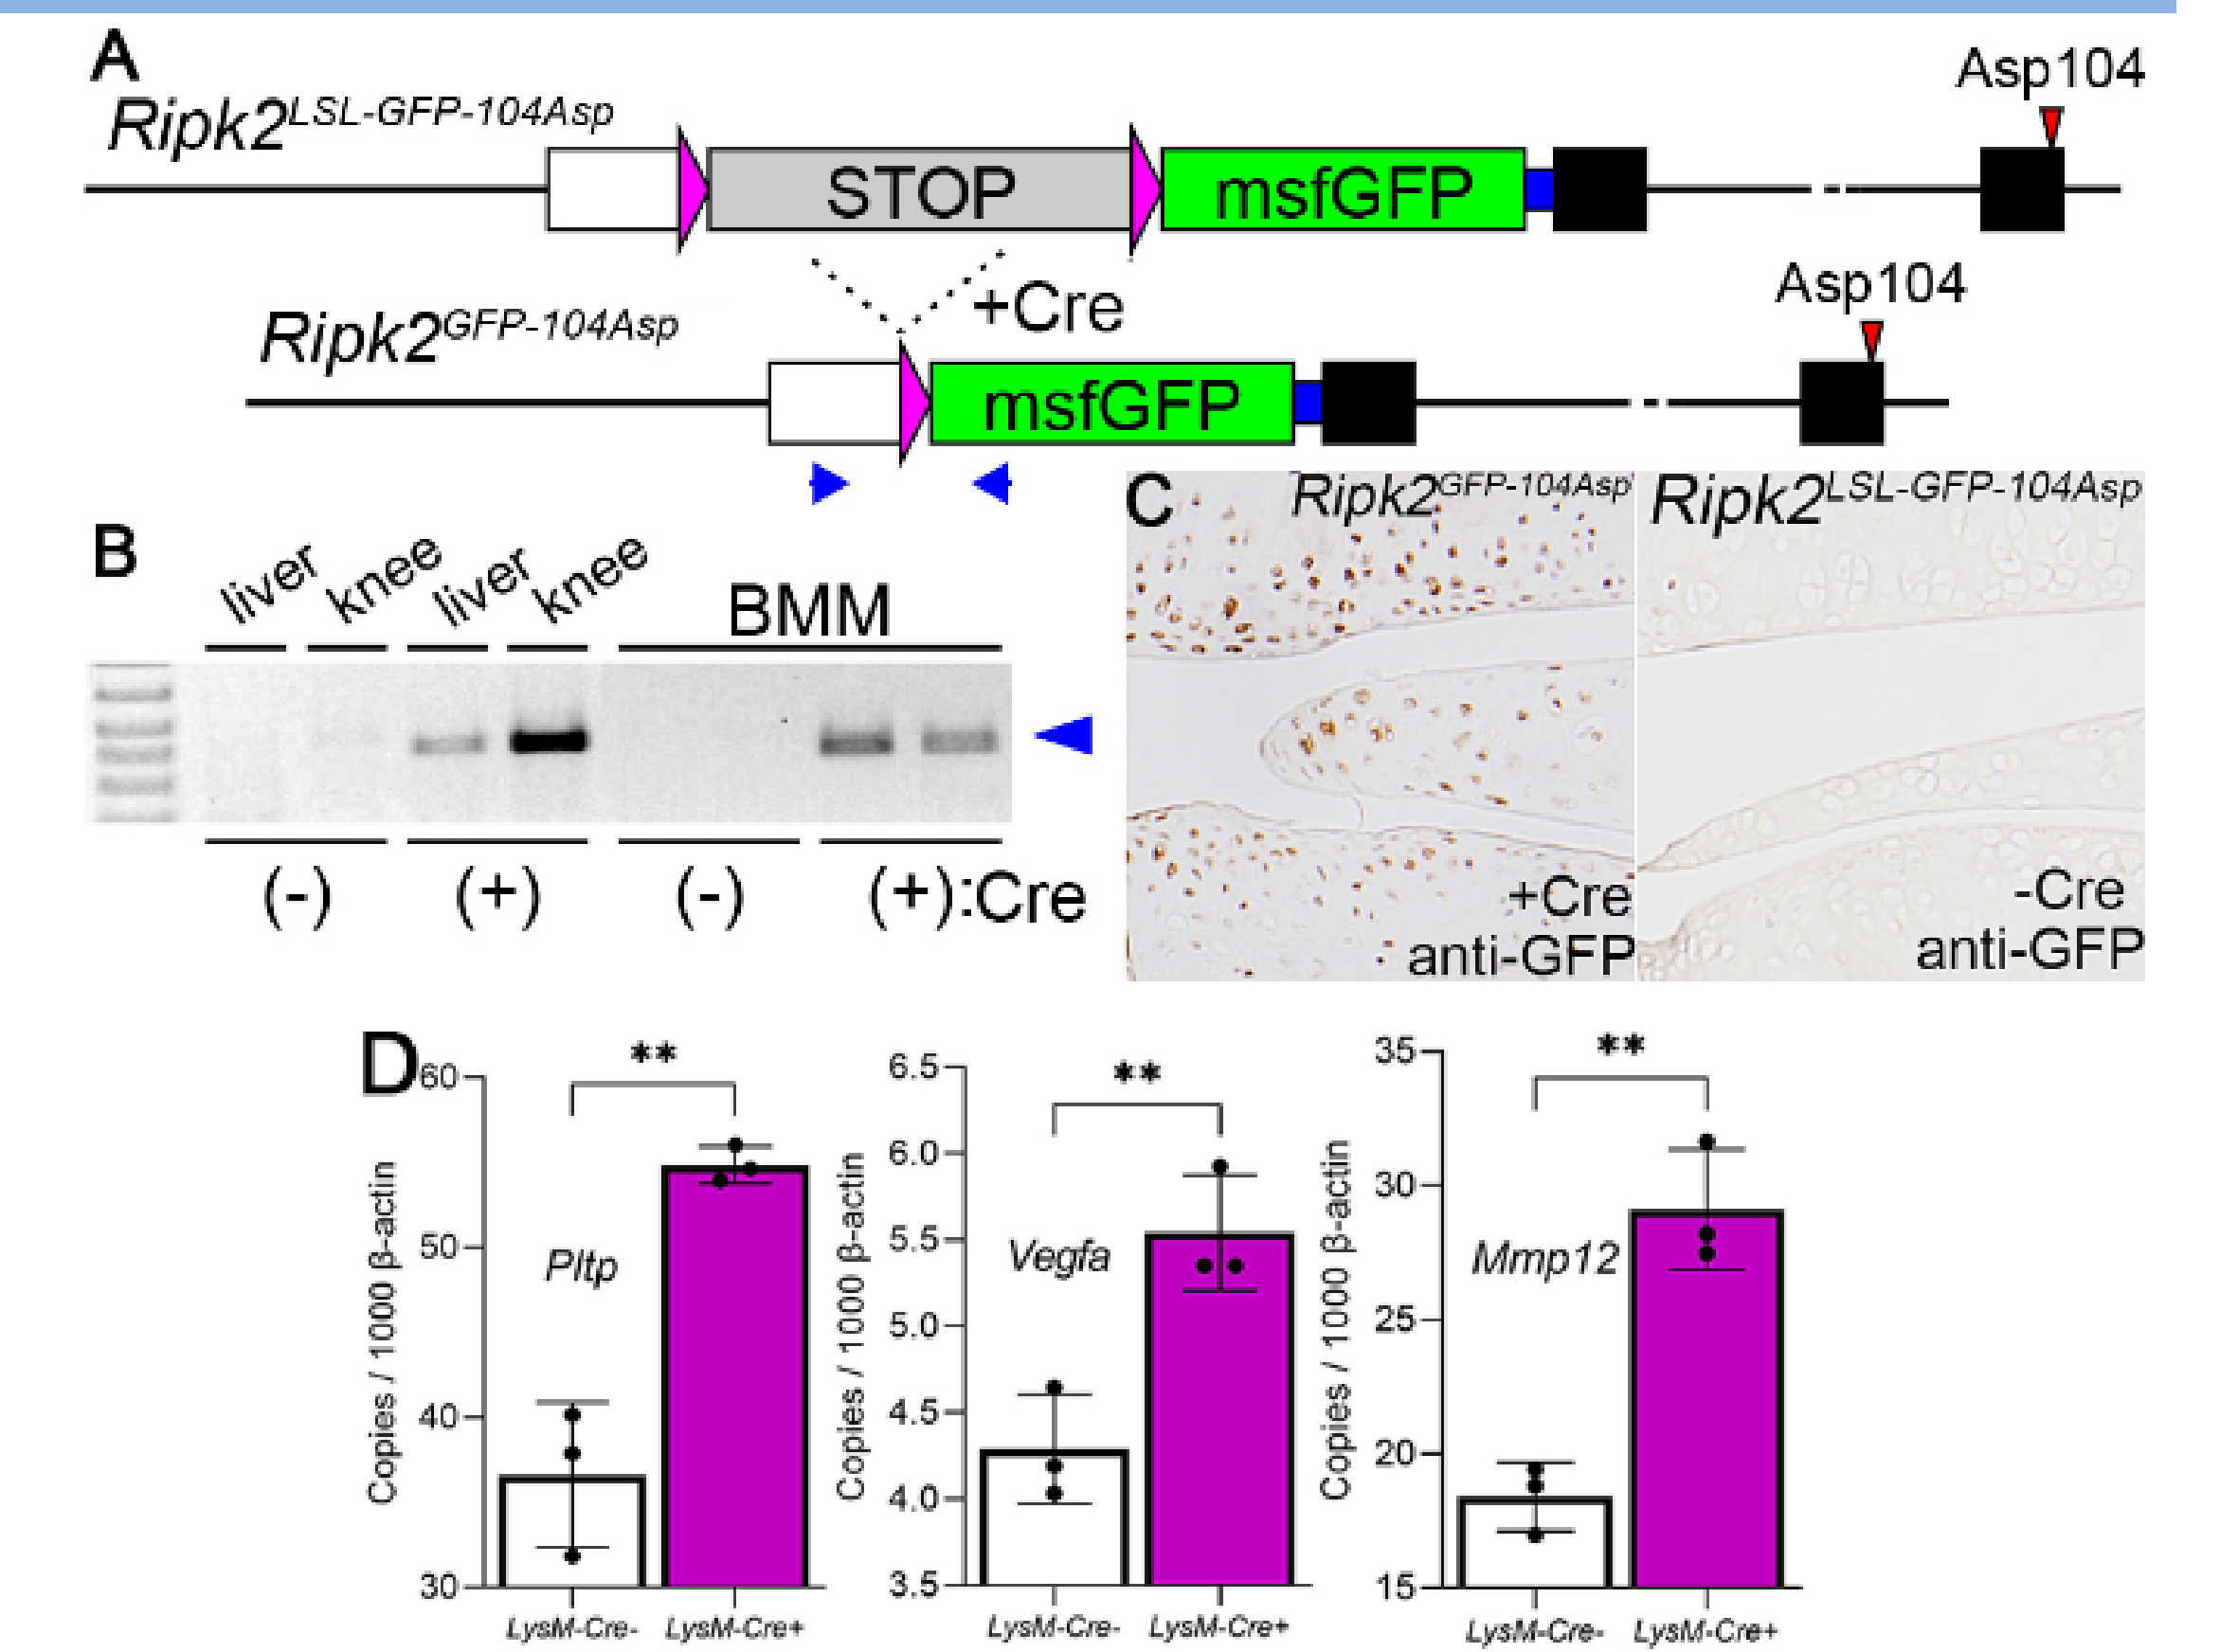 A
Asp104
Ripk2LSL-GFP-104Asp
STOP
msfGFP
+Cre
Asp104
Ripk2GFP-104Asp
msfGFP
B
liver
knee
liver
knee
BMM
(-)
(+)
(-)
(+):Cre
C
Ripk2GFP-104Asp
Ripk2LSL-GFP-104Asp
+Cre
anti-GFP
-Cre
anti-GFP
D
**
60
50
40
30
Copies / 1000 β-actin
Pltp
LysM-Cre-
LysM-Cre+
**
6.5
6.0
5.5
5.0
4.5
4.0
3.5
Copies / 1000 β-actin
Vegfa
LysM-Cre-
LysM-Cre+
**
35
30
25
20
15
Copies / 1000 β-actin
Mmp12
LysM-Cre-
LysM-Cre+